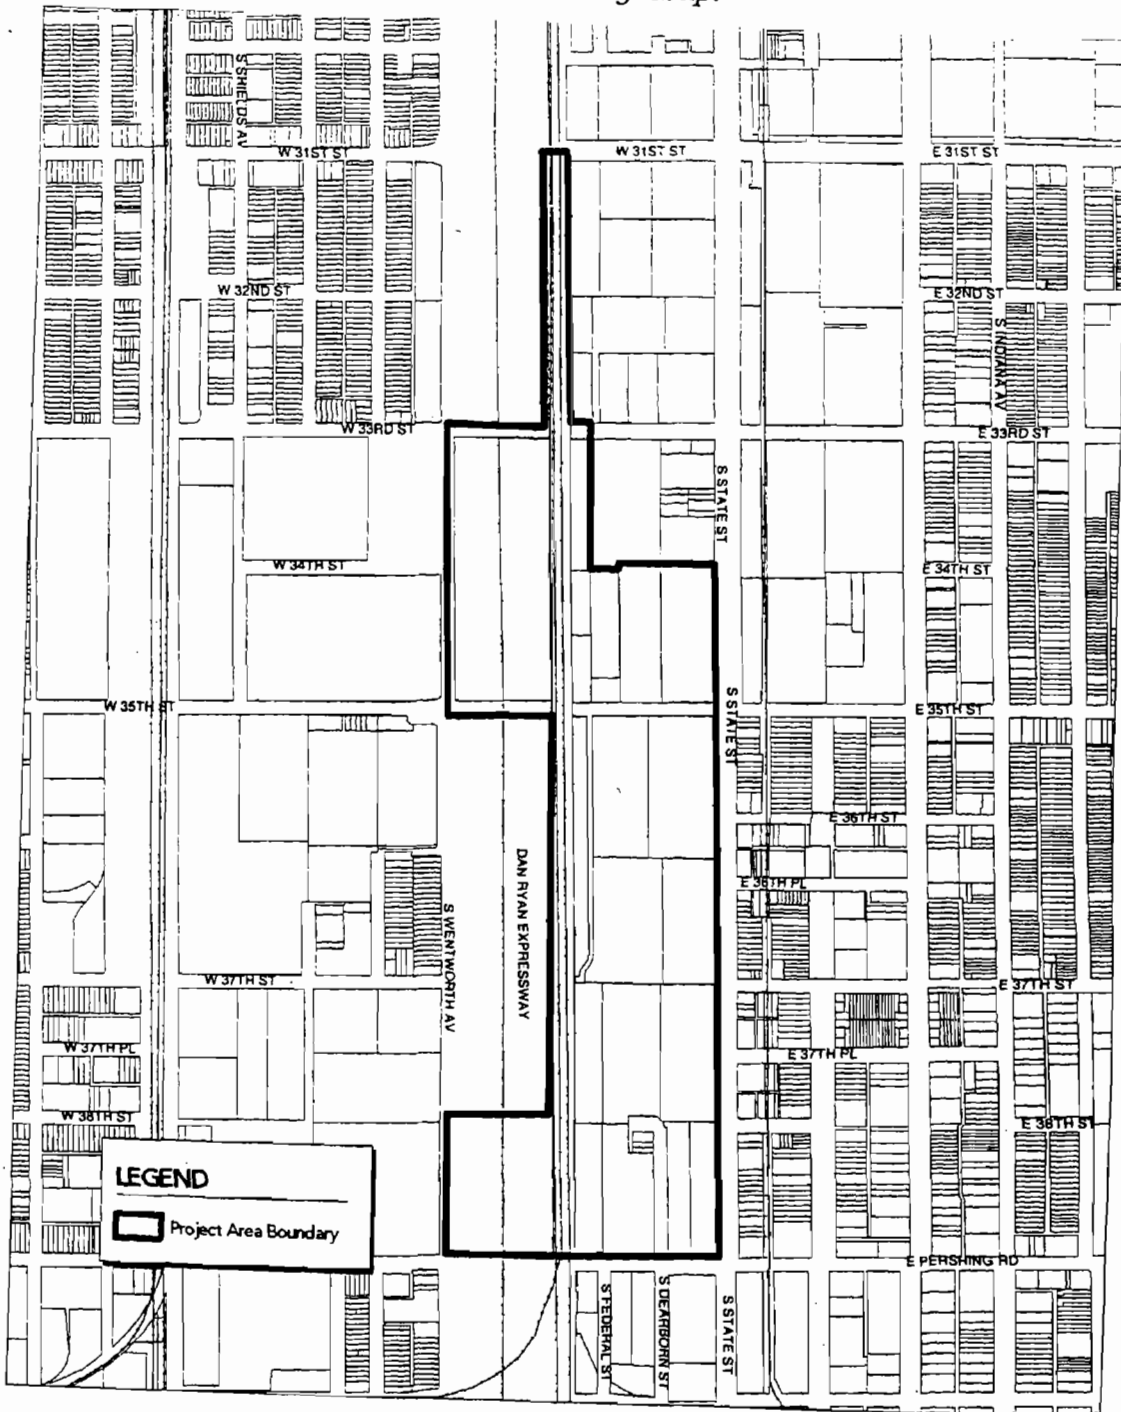 S SHIELDS AV
W 31ST ST
W 31ST ST
E 31ST ST
W 32ND ST
E 32ND ST
S INDIANA AV
W 33RD ST
E 33RD ST
S STATE ST
W 34TH ST
E 34TH ST
W 35TH ST
S STATE ST
E 35TH ST
E 36TH ST
DAN RYAN EXPRESSWAY
E 36TH PL
S WENTWORTH AV
W 37TH ST
E 37TH ST
W 37TH PL
E 37TH PL
W 38TH ST
E 38TH ST
LEGEND
Project Area Boundary
E PERSHING RD
S FEDERAL ST
S DEARBORN ST
S STATE ST